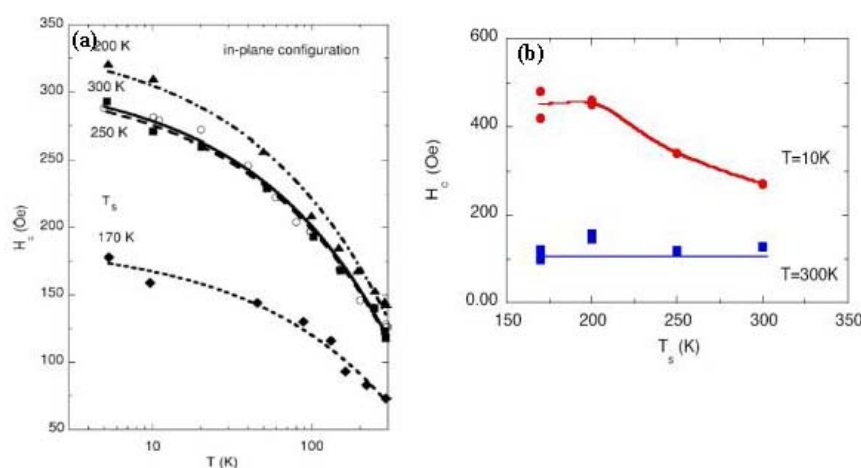 (a)
200 K
in-plane configuration
300 K
250 K
T_s
170 K
350
300
250
200
150
100
50
10
100
H_c (Oe)
T (K)
(b)
600
400
200
0.00
150
200
250
300
350
H_c (Oe)
T_s (K)
T=10K
T=300K